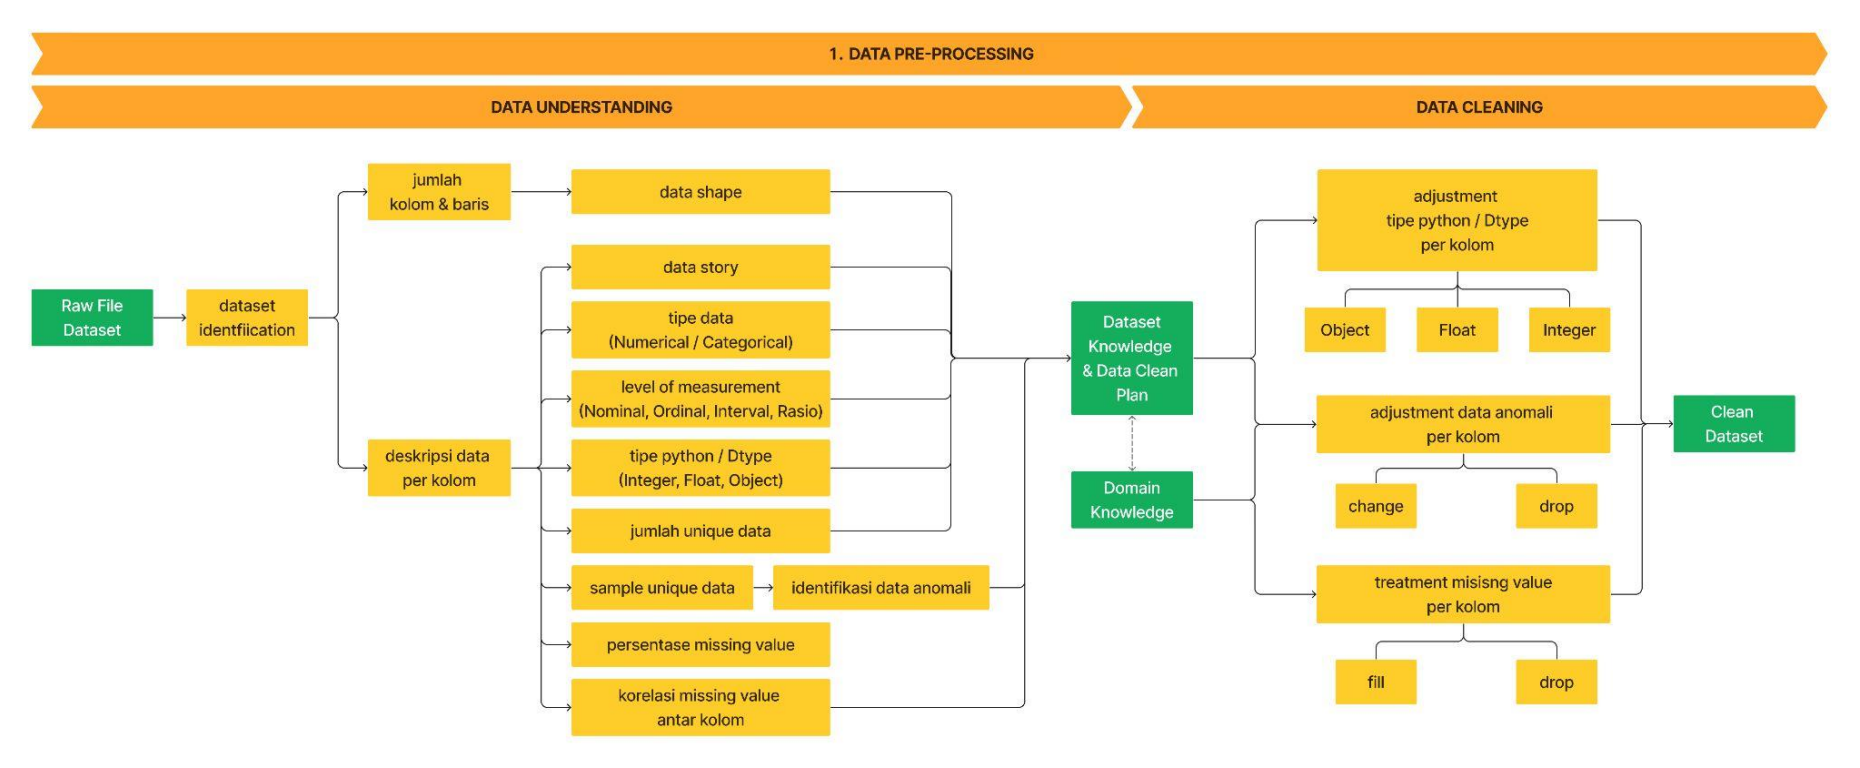 1. DATA PRE-PROCESSING
DATA UNDERSTANDING
DATA CLEANING
Raw File
Dataset
dataset
identfiication
jumlah
kolom & baris
deskripsi data
per kolom
data shape
data story
tipe data
(Numerical / Categorical)
level of measurement
(Nominal, Ordinal, Interval, Rasio)
tipe python / Dtype
(Integer, Float, Object)
jumlah unique data
sample unique data
identifikasi data anomali
persentase missing value
korelasi missing value
antar kolom
Dataset
Knowledge
& Data Clean
Plan
Domain
Knowledge
adjustment
tipe python / Dtype
per kolom
Object
Float
Integer
adjustment data anomali
per kolom
change
drop
treatment misisng value
per kolom
fill
drop
Clean
Dataset